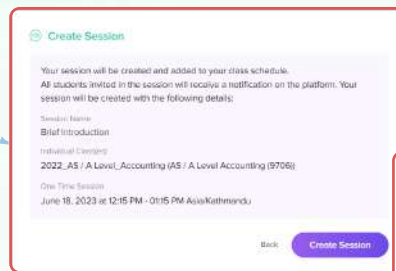 Create Session
Your session will be created and added to your class schedule.
All students invited in the session will receive a notification on the platform. Your
session will be created with the following details:
Session Name
Brief Introduction
Individual Class(es)
2022_AS / A Level_Accounting (AS / A Level Accounting (9706))
One Time Session
June 18, 2023 at 12:15 PM - 01:15 PM Asia/Kathmandu
Back
Create Session